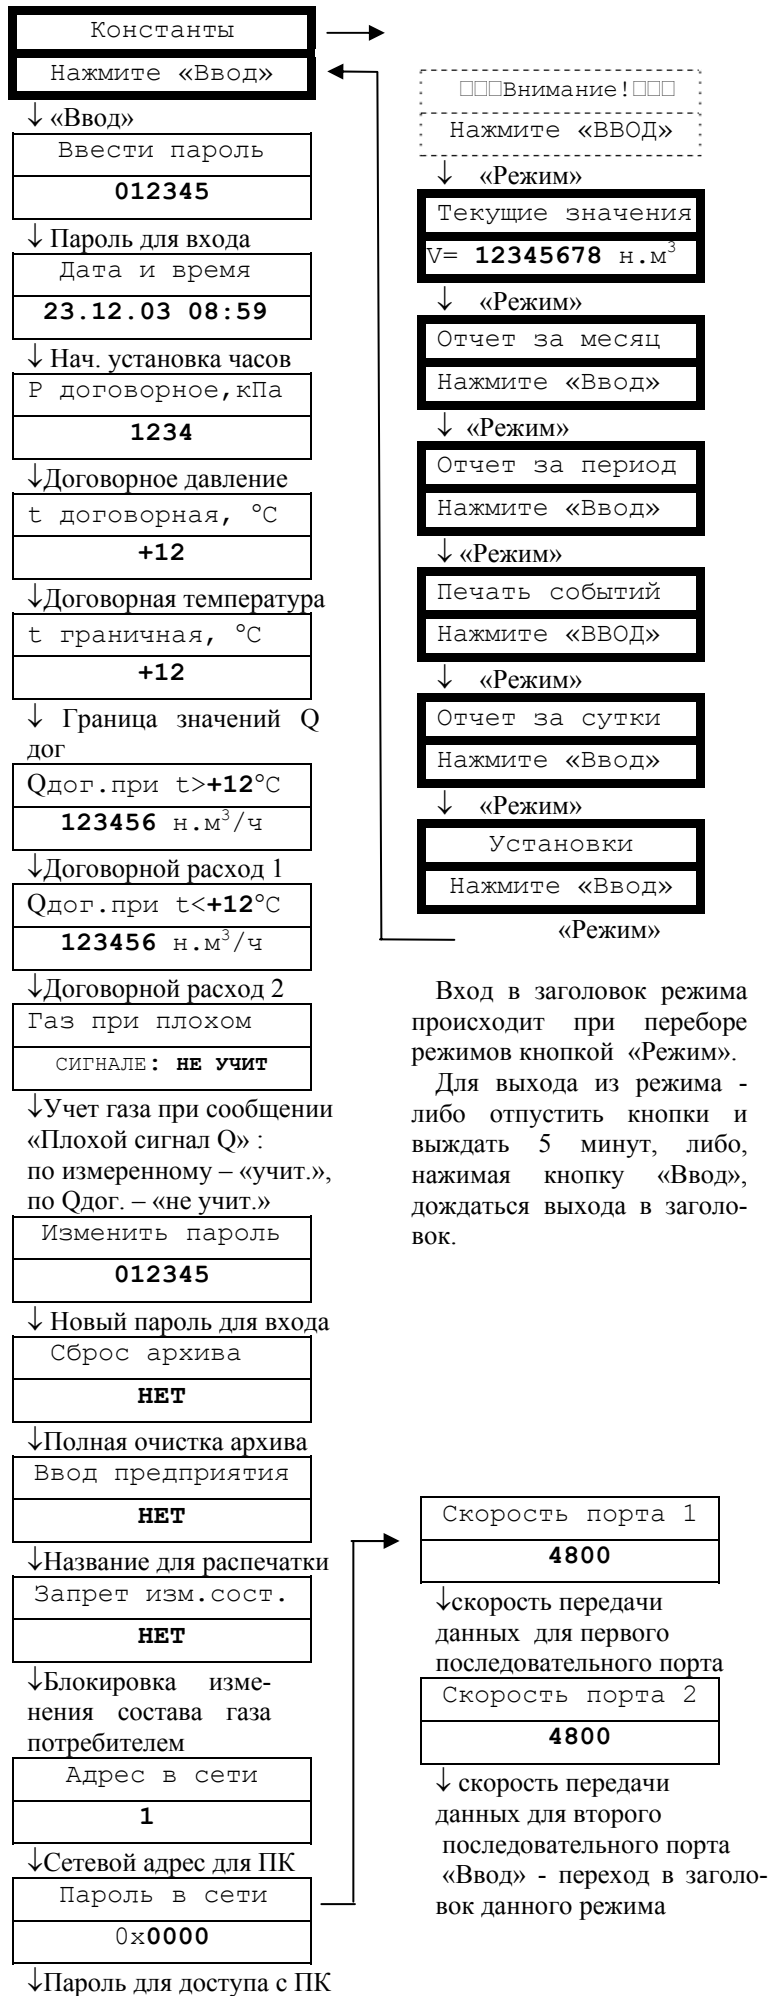 Константы
Нажмите «Ввод»
↓ «Ввод»
Ввести пароль
012345
↓ Пароль для входа
Дата и время
23.12.03 08:59
↓ Нач. установка часов
Р договорное,кПа
1234
↓Договорное давление
t договорная, °С
+12
↓Договорная температура
t граничная, °С
+12
↓ Граница значений Q
дог
Qдог.при t>+12°С
123456 н.м³/ч
↓Договорной расход 1
Qдог.при t<+12°С
123456 н.м³/ч
↓Договорной расход 2
Газ при плохом
СИГНАЛЕ: НЕ УЧИТ
↓Учет газа при сообщении
«Плохой сигнал Q» :
по измеренному – «учит.»,
по Qдог. – «не учит.»
Изменить пароль
012345
↓ Новый пароль для входа
Сброс архива
НЕТ
↓Полная очистка архива
Ввод предприятия
НЕТ
↓Название для распечатки
Запрет изм.сост.
НЕТ
↓Блокировка изме-
нения состава газа
потребителем
Адрес в сети
1
↓Сетевой адрес для ПК
Пароль в сети
0x0000
↓Пароль для доступа с ПК
□□□Внимание!□□□
Нажмите «ВВОД»
↓ «Режим»
Текущие значения
V= 12345678 н.м³
↓ «Режим»
Отчет за месяц
Нажмите «Ввод»
↓ «Режим»
Отчет за период
Нажмите «Ввод»
↓ «Режим»
Печать событий
Нажмите «ВВОД»
↓ «Режим»
Отчет за сутки
Нажмите «Ввод»
↓ «Режим»
Установки
Нажмите «Ввод»
«Режим»
Вход в заголовок режима
происходит при переборе
режимов кнопкой «Режим».
Для выхода из режима -
либо отпустить кнопки и
выждать 5 минут, либо,
нажимая кнопку «Ввод»,
дождаться выхода в заголо-
вок.
Скорость порта 1
4800
↓скорость передачи
данных для первого
последовательного порта
Скорость порта 2
4800
↓ скорость передачи
данных для второго
последовательного порта
«Ввод» - переход в заголо-
вок данного режима